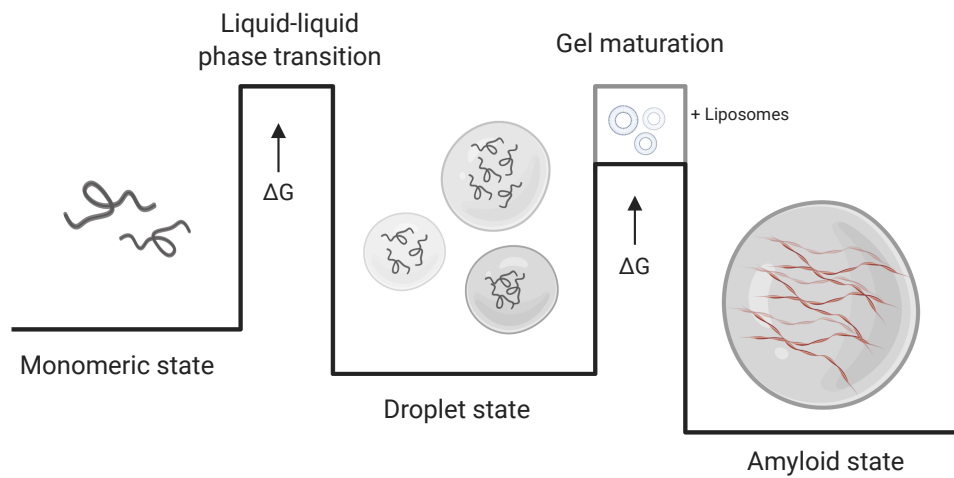 Liquid-liquid
phase transition
Gel maturation
+ Liposomes
ΔG
ΔG
Monomeric state
Droplet state
Amyloid state